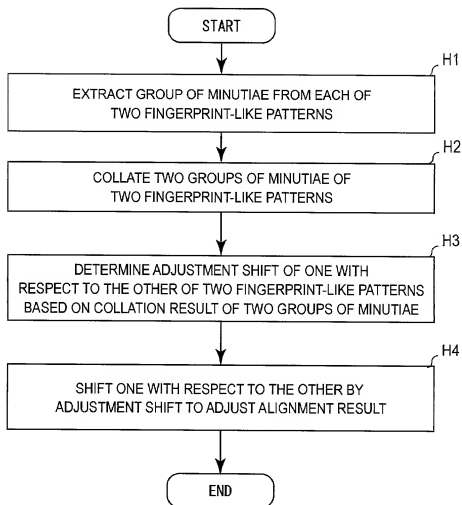 START
H1
EXTRACT GROUP OF MINUTIAE FROM EACH OF
TWO FINGERPRINT-LIKE PATTERNS
H2
COLLATE TWO GROUPS OF MINUTIAE OF
TWO FINGERPRINT-LIKE PATTERNS
H3
DETERMINE ADJUSTMENT SHIFT OF ONE WITH
RESPECT TO THE OTHER OF TWO FINGERPRINT-LIKE PATTERNS
BASED ON COLLATION RESULT OF TWO GROUPS OF MINUTIAE
H4
SHIFT ONE WITH RESPECT TO THE OTHER BY
ADJUSTMENT SHIFT TO ADJUST ALIGNMENT RESULT
END